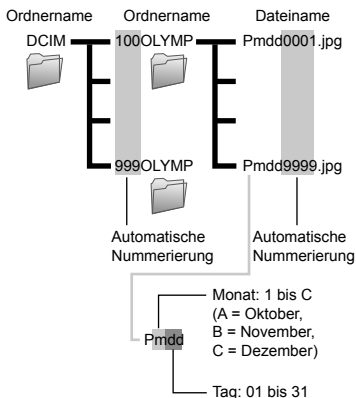 Ordnername Ordnername Dateiname
DCIM 100OLYMP Pmdd0001.jpg
999OLYMP Pmdd9999.jpg
Automatische Automatische
Nummerierung Nummerierung
Monat: 1 bis C
(A = Oktober,
B = November,
C = Dezember)
Pmdd
Tag: 01 bis 31